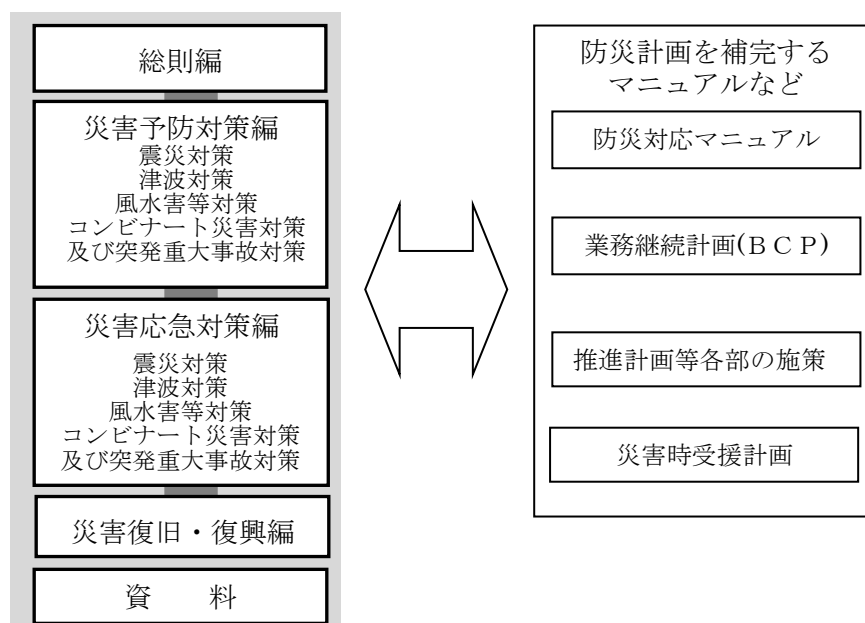 総則編
災害予防対策編
震災対策
津波対策
風水害等対策
コンビナート災害対策
及び突発重大事故対策
災害応急対策編
震災対策
津波対策
風水害等対策
コンビナート災害対策
及び突発重大事故対策
災害復旧・復興編
資　　料
防災計画を補完する
マニュアルなど
防災対応マニュアル
業務継続計画(ＢＣＰ)
推進計画等各部の施策
災害時受援計画